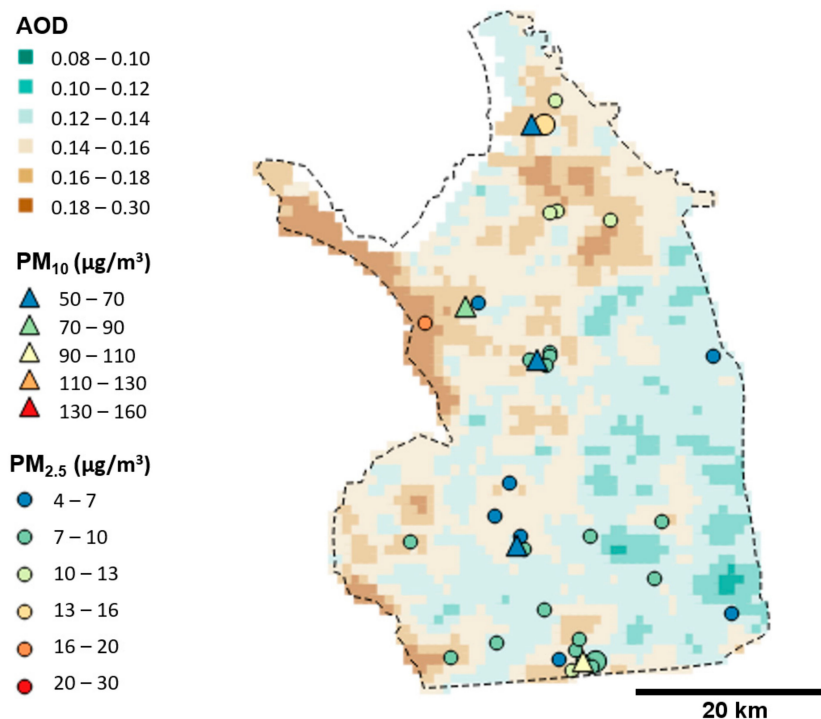 AOD
0.08 – 0.10
0.10 – 0.12
0.12 – 0.14
0.14 – 0.16
0.16 – 0.18
0.18 – 0.30
PM₁₀ (µg/m³)
50 – 70
70 – 90
90 – 110
110 – 130
130 – 160
PM₂.₅ (µg/m³)
4 – 7
7 – 10
10 – 13
13 – 16
16 – 20
20 – 30
20 km